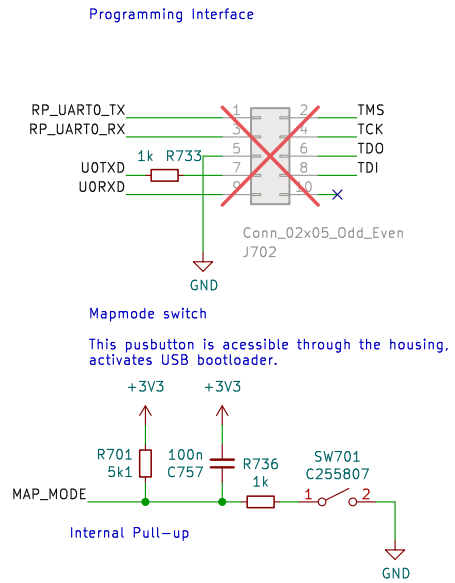 Programming Interface
RP_UART0_TX 1 2 TMS
RP_UART0_RX 3 4 TCK
5 6 TDO
1k R733
U0TXD 7 8 TDI
U0RXD 9 10
Conn_02x05_Odd_Even
J702
GND
Mapmode switch
This pusbutton is acessible through the housing,
activates USB bootloader.
+3V3 +3V3
R701 100n
5k1 C757
R736
1k
SW701
C255807
MAP_MODE 1 2
Internal Pull-up
GND